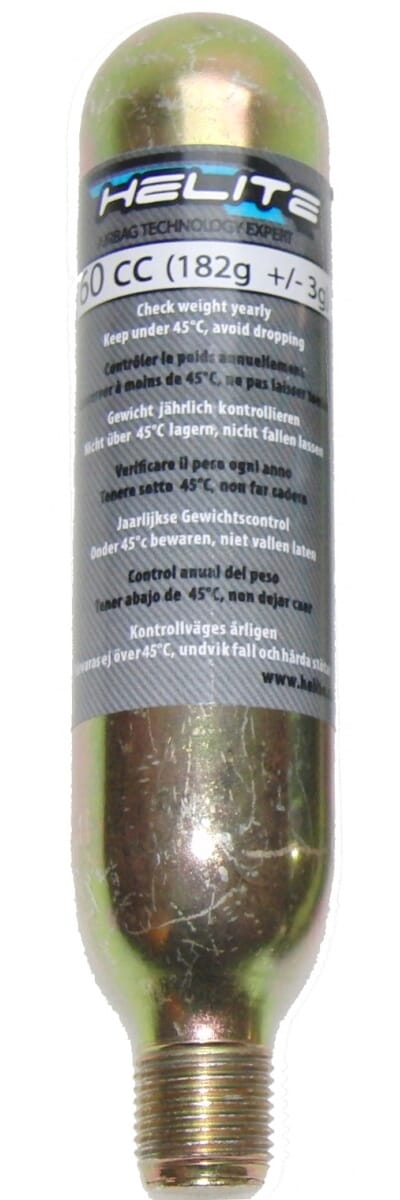 HELITE
AIRBAG TECHNOLOGY EXPERT
60 CC (182g +/- 3g
Check weight yearly
Keep under 45°C, avoid dropping
Contrôler le poids annuellement
à moins de 45°C, ne pas laisser
Gewicht jährlich kontrollieren
Nicht über 45°C lagern, nicht fallen lassen
Verificare il peso ogni anno
Tenere sotto 45°C, non far cadere
Jaarlijkse Gewichtscontrol
Onder 45°c bewaren, niet vallen laten
Control anual del peso
Tener abajo de 45°C, non dejar caer
Kontrollväges årligen
ej över 45°C, undvik fall och hårda
www.helite.